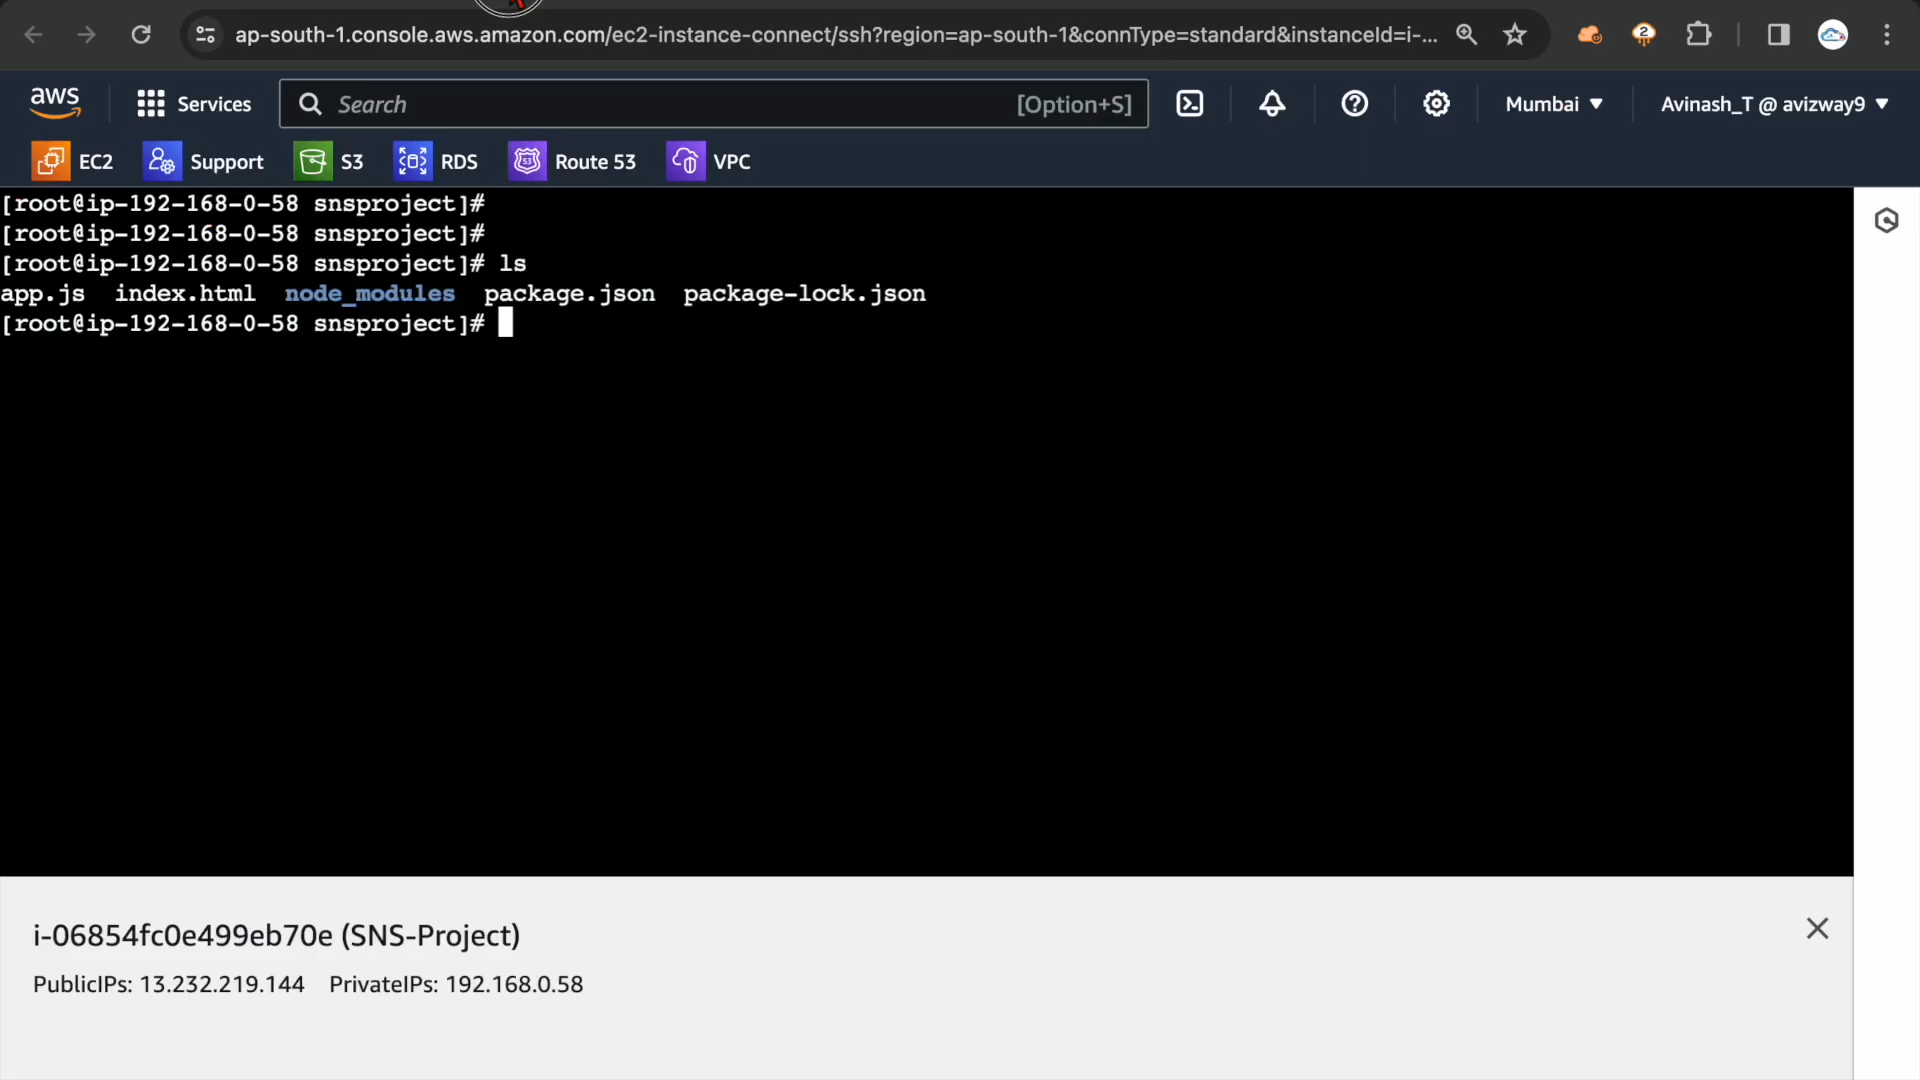 ap-south-1.console.aws.amazon.com/ec2-instance-connect/ssh?region=ap-south-1&connType=standard&instanceId=i-...
2
aws
Services
Search
[Option+S]
Mumbai
Avinash_T @ avizway9
EC2
Support
S3
RDS
53
Route 53
VPC
[root@ip-192-168-0-58 snsproject]#
[root@ip-192-168-0-58 snsproject]#
[root@ip-192-168-0-58 snsproject]# ls
app.js index.html node_modules package.json package-lock.json
[root@ip-192-168-0-58 snsproject]#
i-06854fc0e499eb70e (SNS-Project)
PublicIPs: 13.232.219.144 PrivateIPs: 192.168.0.58